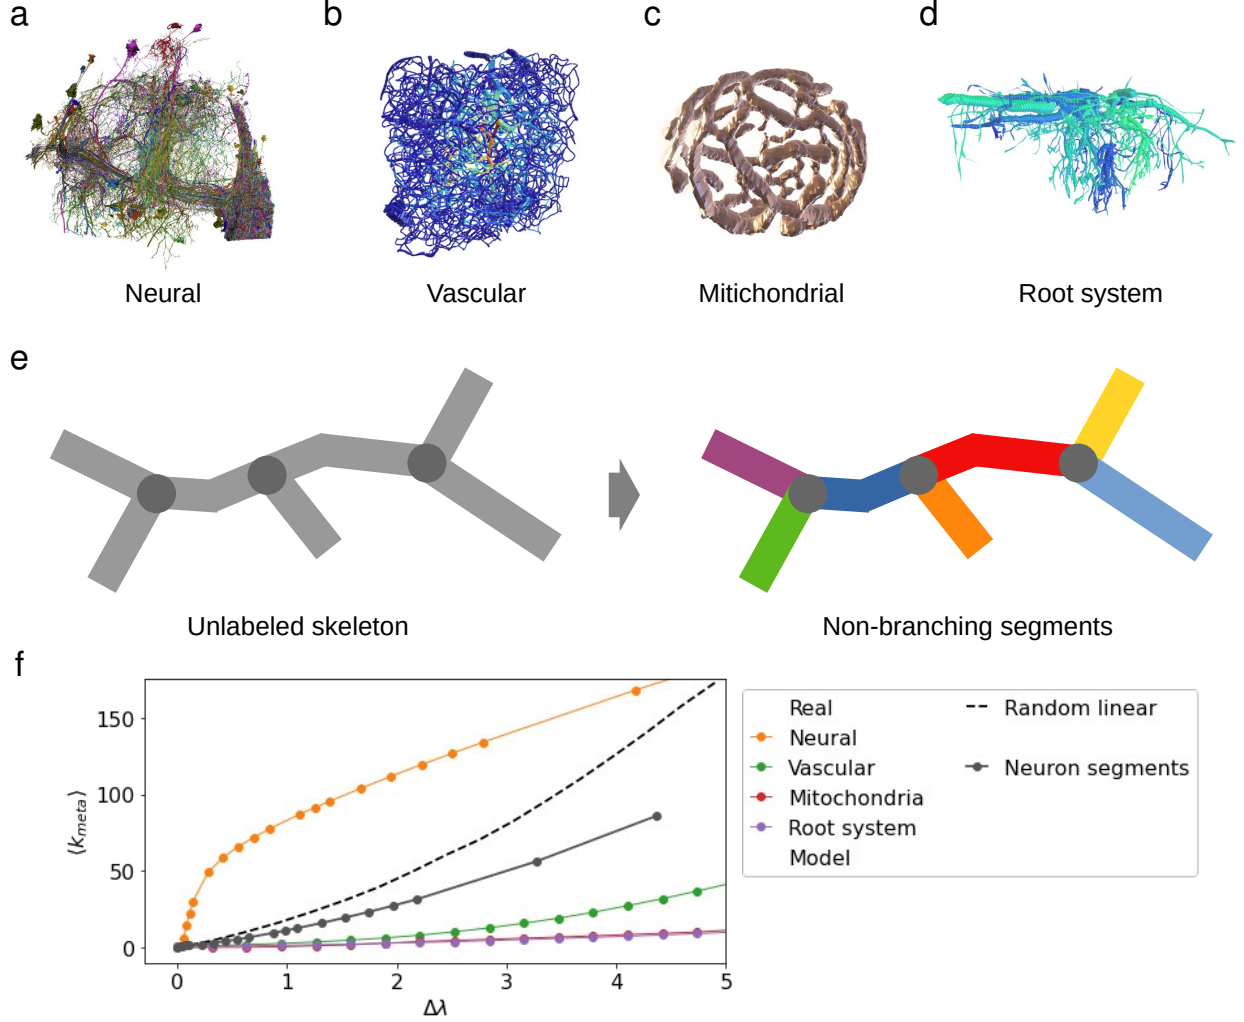 a
b
c
d
Neural
Vascular
Mitichondrial
Root system
e
Unlabeled skeleton
Non-branching segments
f
150
100
50
0
⟨k_meta⟩
0 1 2 3 4 5
Δλ
Real
Neural
Vascular
Mitochondria
Root system
Model
Random linear
Neuron segments